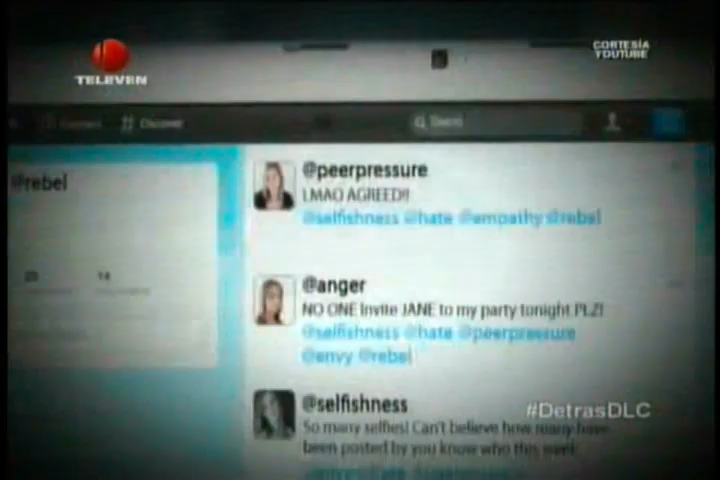 TELEVEN
CORTESÍA
YOUTUBE
Discover
Search
@rebel
@peerpressure
LMAO AGREED!!
@selfishness @hate @empathy @rebel
@anger
NO ONE Invite JANE to my party tonight PLZ!
@selfishness @hate @peerpressure
@envy @rebel
@selfishness
#DetrasDLC
So many selfies! Can't believe how many have
been posted by you know who this week